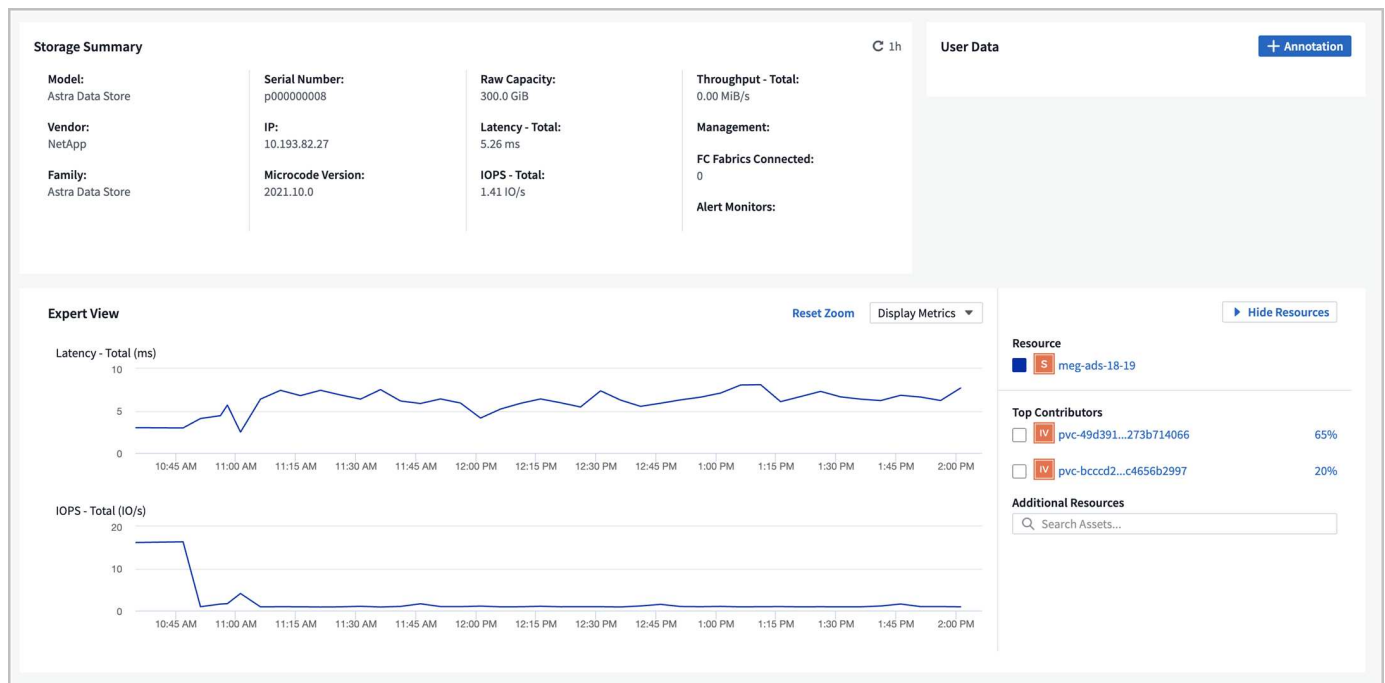 Storage Summary
1h
Model:
Astra Data Store
Vendor:
NetApp
Family:
Astra Data Store
Serial Number:
p000000008
IP:
10.193.82.27
Microcode Version:
2021.10.0
Raw Capacity:
300.0 GiB
Latency - Total:
5.26 ms
IOPS - Total:
1.41 IO/s
Throughput - Total:
0.00 MiB/s
Management:
FC Fabrics Connected:
0
Alert Monitors:
User Data
+ Annotation
Expert View
Reset Zoom
Display Metrics
Latency - Total (ms)
10
5
0
10:45 AM 11:00 AM 11:15 AM 11:30 AM 11:45 AM 12:00 PM 12:15 PM 12:30 PM 12:45 PM 1:00 PM 1:15 PM 1:30 PM 1:45 PM 2:00 PM
IOPS - Total (IO/s)
20
10
0
10:45 AM 11:00 AM 11:15 AM 11:30 AM 11:45 AM 12:00 PM 12:15 PM 12:30 PM 12:45 PM 1:00 PM 1:15 PM 1:30 PM 1:45 PM 2:00 PM
Hide Resources
Resource
S meg-ads-18-19
Top Contributors
IV pvc-49d391...273b714066 65%
IV pvc-bcccd2...c4656b2997 20%
Additional Resources
Search Assets...